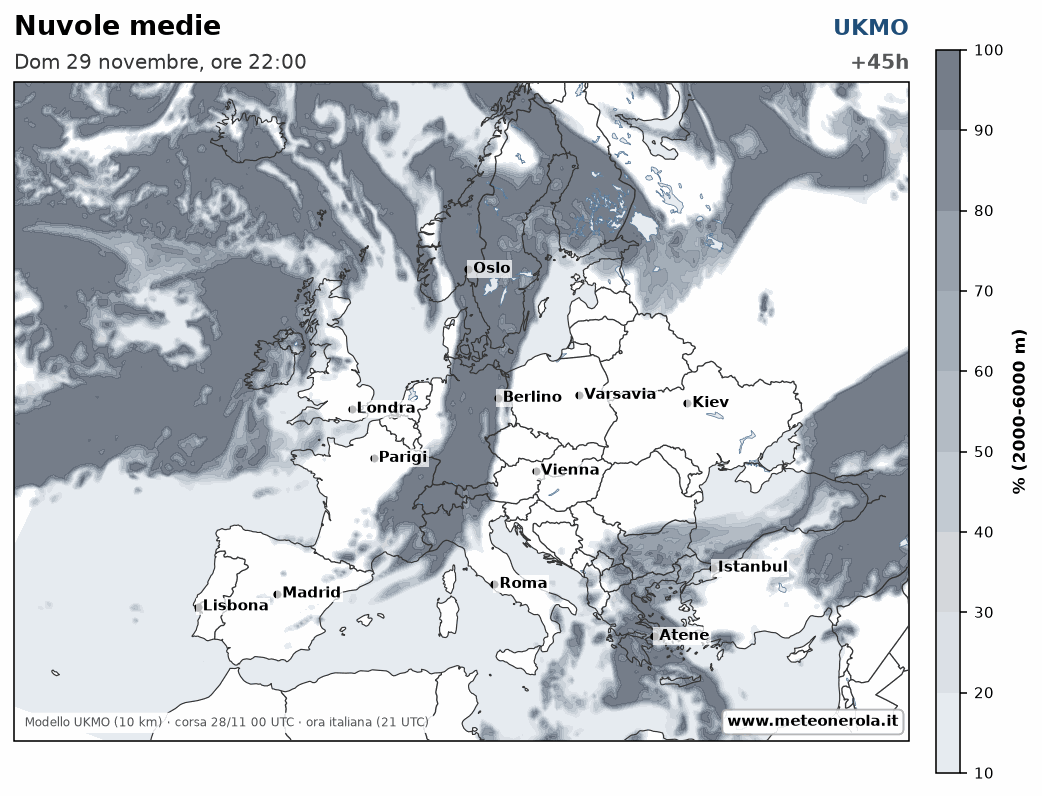 Nuvole medie
UKMO
Dom 29 novembre, ore 22:00
+45h
100
90
80
70
60
50
40
30
20
10
% (2000-6000 m)
Oslo
Berlino
Varsavia
Kiev
Londra
Parigi
Vienna
Istanbul
Roma
Madrid
Lisbona
Atene
Modello UKMO (10 km) · corsa 28/11 00 UTC · ora italiana (21 UTC)
www.meteonerola.it